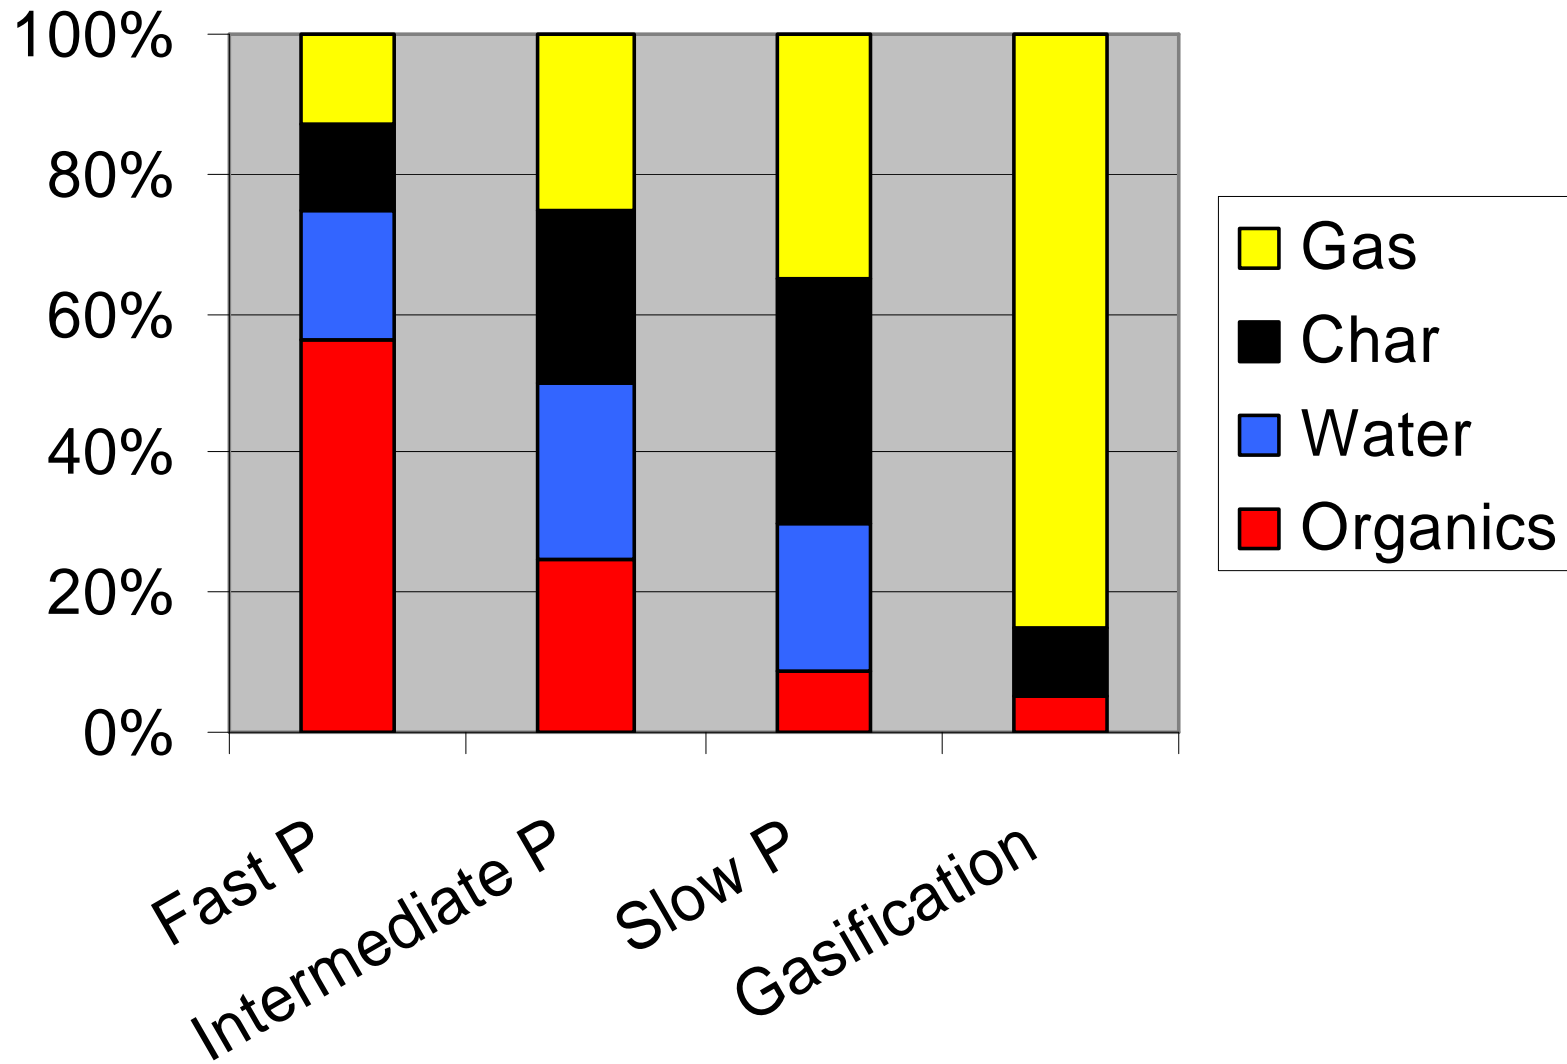 100%
80%
60%
40%
20%
0%
Fast P
Intermediate P
Slow P
Gasification
Gas
Char
Water
Organics